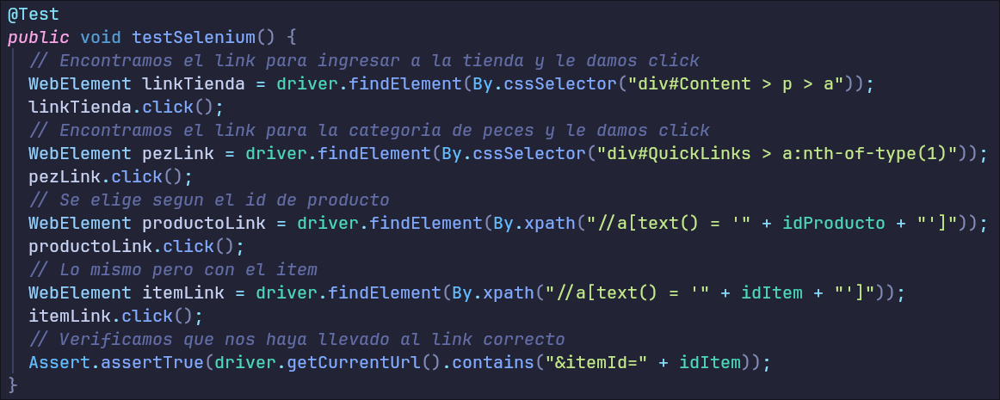 @Test
public void testSelenium() {
// Encontramos el link para ingresar a la tienda y le damos click
WebElement linkTienda = driver.findElement(By.cssSelector("div#Content > p > a"));
linkTienda.click();
// Encontramos el link para la categoria de peces y le damos click
WebElement pezLink = driver.findElement(By.cssSelector("div#QuickLinks > a:nth-of-type(1)"));
pezLink.click();
// Se elige segun el id de producto
WebElement productoLink = driver.findElement(By.xpath("//a[text() = '" + idProducto + "']"));
productoLink.click();
// Lo mismo pero con el item
WebElement itemLink = driver.findElement(By.xpath("//a[text() = '" + idItem + "']"));
itemLink.click();
// Verificamos que nos haya llevado al link correcto
Assert.assertTrue(driver.getCurrentUrl().contains("&itemId=" + idItem));
}